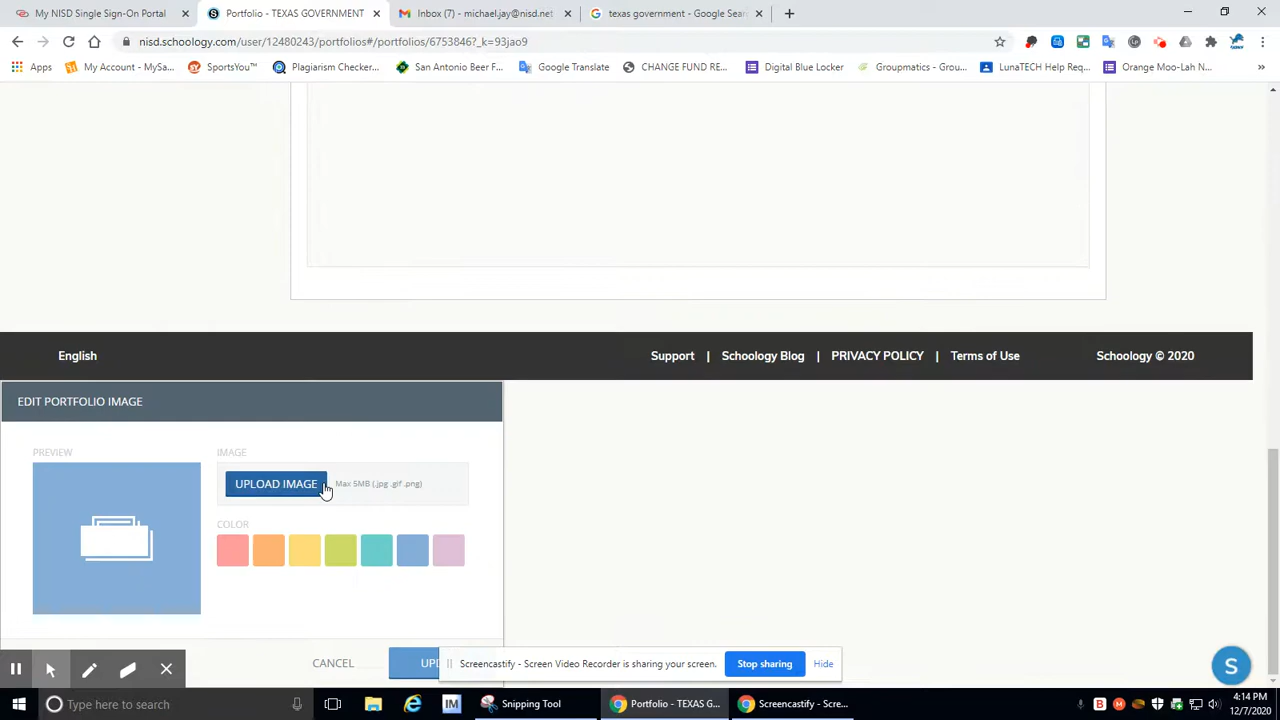 My NISD Single Sign-On Portal
Portfolio - TEXAS GOVERNMENT
Inbox (7) - michael.jay@nisd.net
texas government - Google Sear
nisd.schoology.com/user/12480243/portfolios#/portfolios/6753846?_k=93jao9
Apps
My Account - MySa...
SportsYou™
Plagiarism Checker...
San Antonio Beer F...
Google Translate
CHANGE FUND RE...
Digital Blue Locker
Groupmatics - Grou...
LunaTECH Help Req...
Orange Moo-Lah N...
English
Support | Schoology Blog | PRIVACY POLICY | Terms of Use
Schoology © 2020
EDIT PORTFOLIO IMAGE
PREVIEW
IMAGE
UPLOAD IMAGE
Max 5MB (.jpg .gif .png)
COLOR
CANCEL
UPD
Screencastify - Screen Video Recorder is sharing your screen.
Stop sharing
Hide
S
Type here to search
IM
Snipping Tool
Portfolio - TEXAS G...
Screencastify - Scre...
4:14 PM
12/7/2020